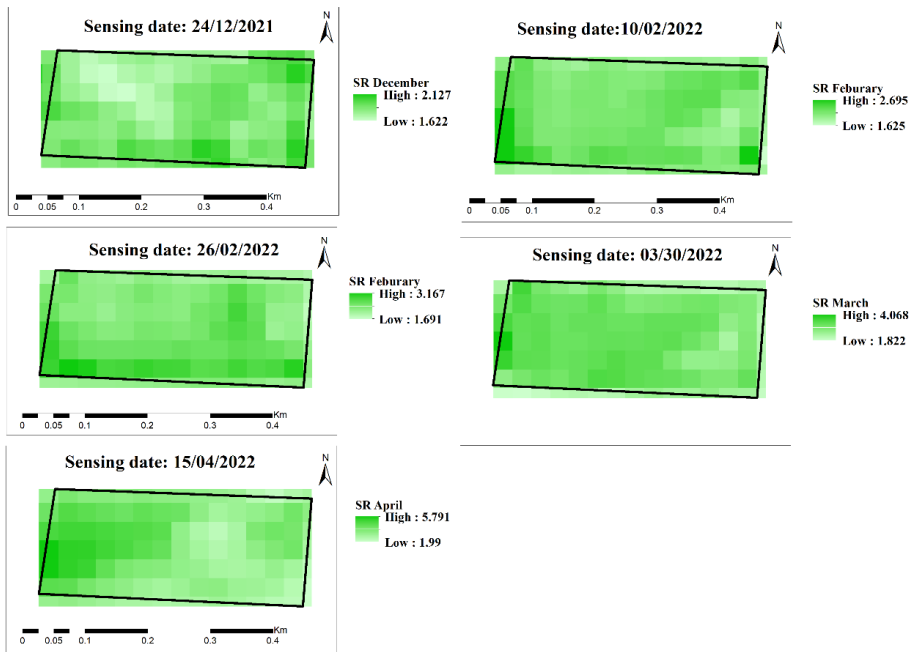 Sensing date: 24/12/2021
N
SR December
High : 2.127
Low : 1.622
0 0.05 0.1 0.2 0.3 0.4 Km
Sensing date:10/02/2022
N
SR Feburary
High : 2.695
Low : 1.625
0 0.05 0.1 0.2 0.3 0.4 Km
Sensing date: 26/02/2022
N
SR Feburary
High : 3.167
Low : 1.691
0 0.05 0.1 0.2 0.3 0.4 Km
Sensing date: 03/30/2022
N
SR March
High : 4.068
Low : 1.822
Sensing date: 15/04/2022
N
SR April
High : 5.791
Low : 1.99
0 0.05 0.1 0.2 0.3 0.4 Km